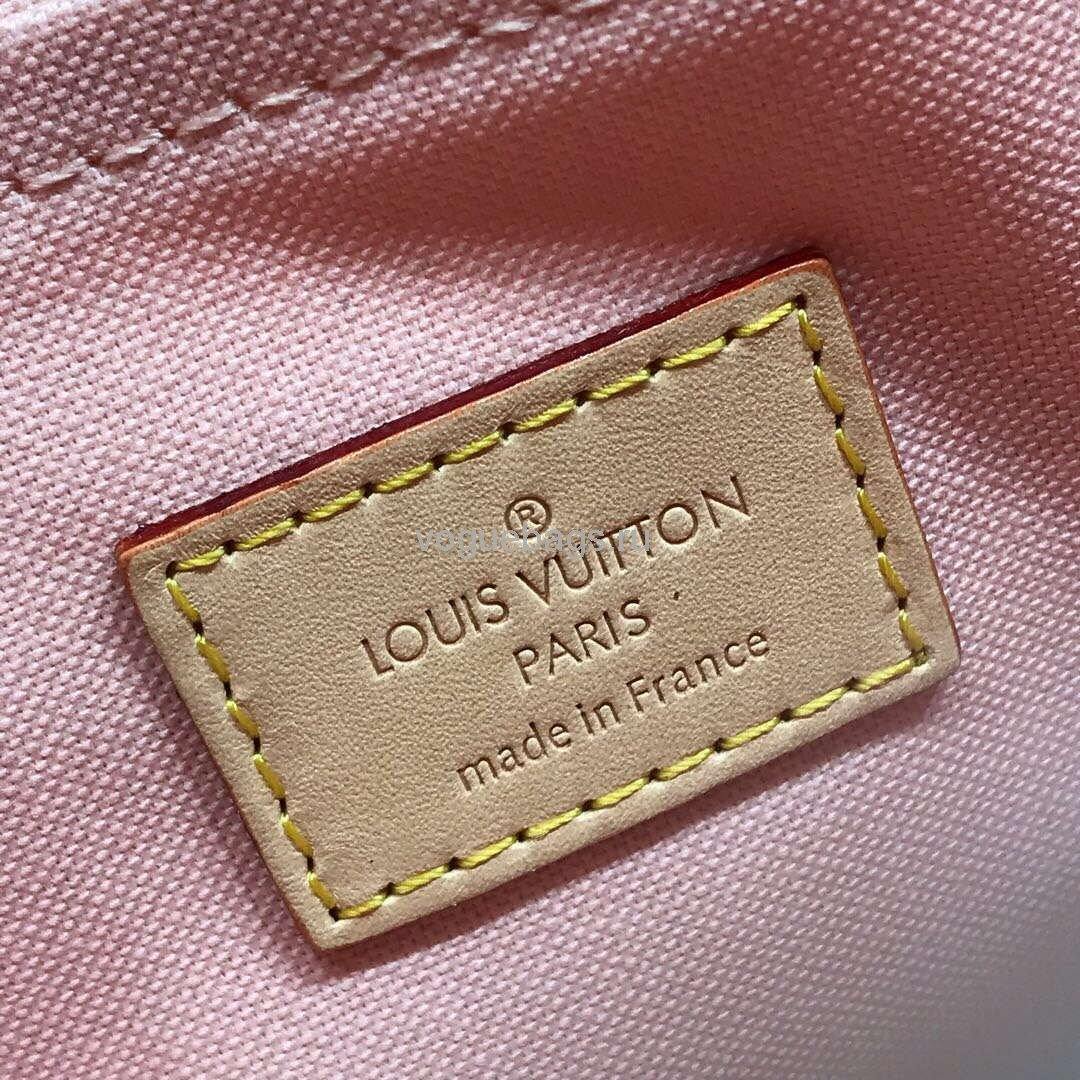 ®
voguebags.ru
LOUIS VUITTON
PARIS
made in France